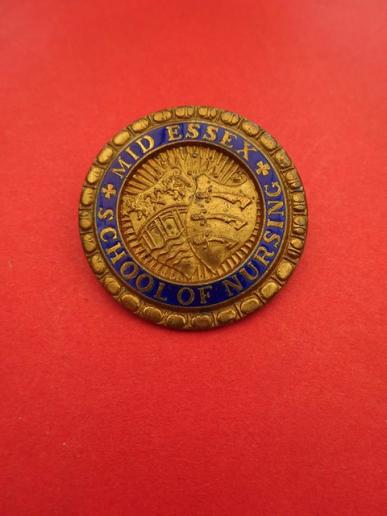 MID ESSEX
SCHOOL OF NURSING